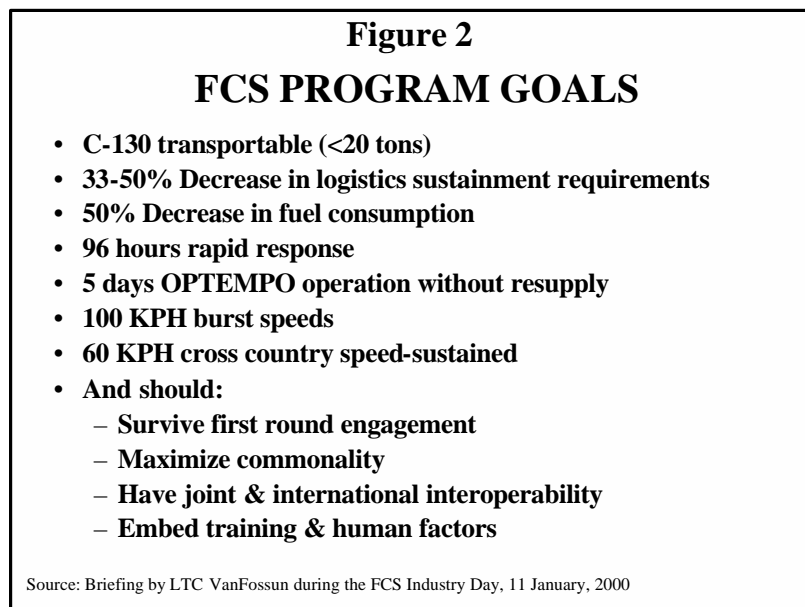 Figure 2
FCS PROGRAM GOALS
• C-130 transportable (<20 tons)
• 33-50% Decrease in logistics sustainment requirements
• 50% Decrease in fuel consumption
• 96 hours rapid response
• 5 days OPTEMPO operation without resupply
• 100 KPH burst speeds
• 60 KPH cross country speed-sustained
• And should:
– Survive first round engagement
– Maximize commonality
– Have joint & international interoperability
– Embed training & human factors
Source: Briefing by LTC VanFossun during the FCS Industry Day, 11 January, 2000